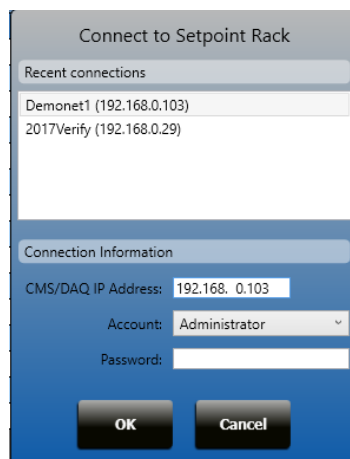 Connect to Setpoint Rack
Recent connections
Demonet1 (192.168.0.103)
2017Verify (192.168.0.29)
Connection Information
CMS/DAQ IP Address: 192.168. 0.103
Account: Administrator
Password:
OK Cancel